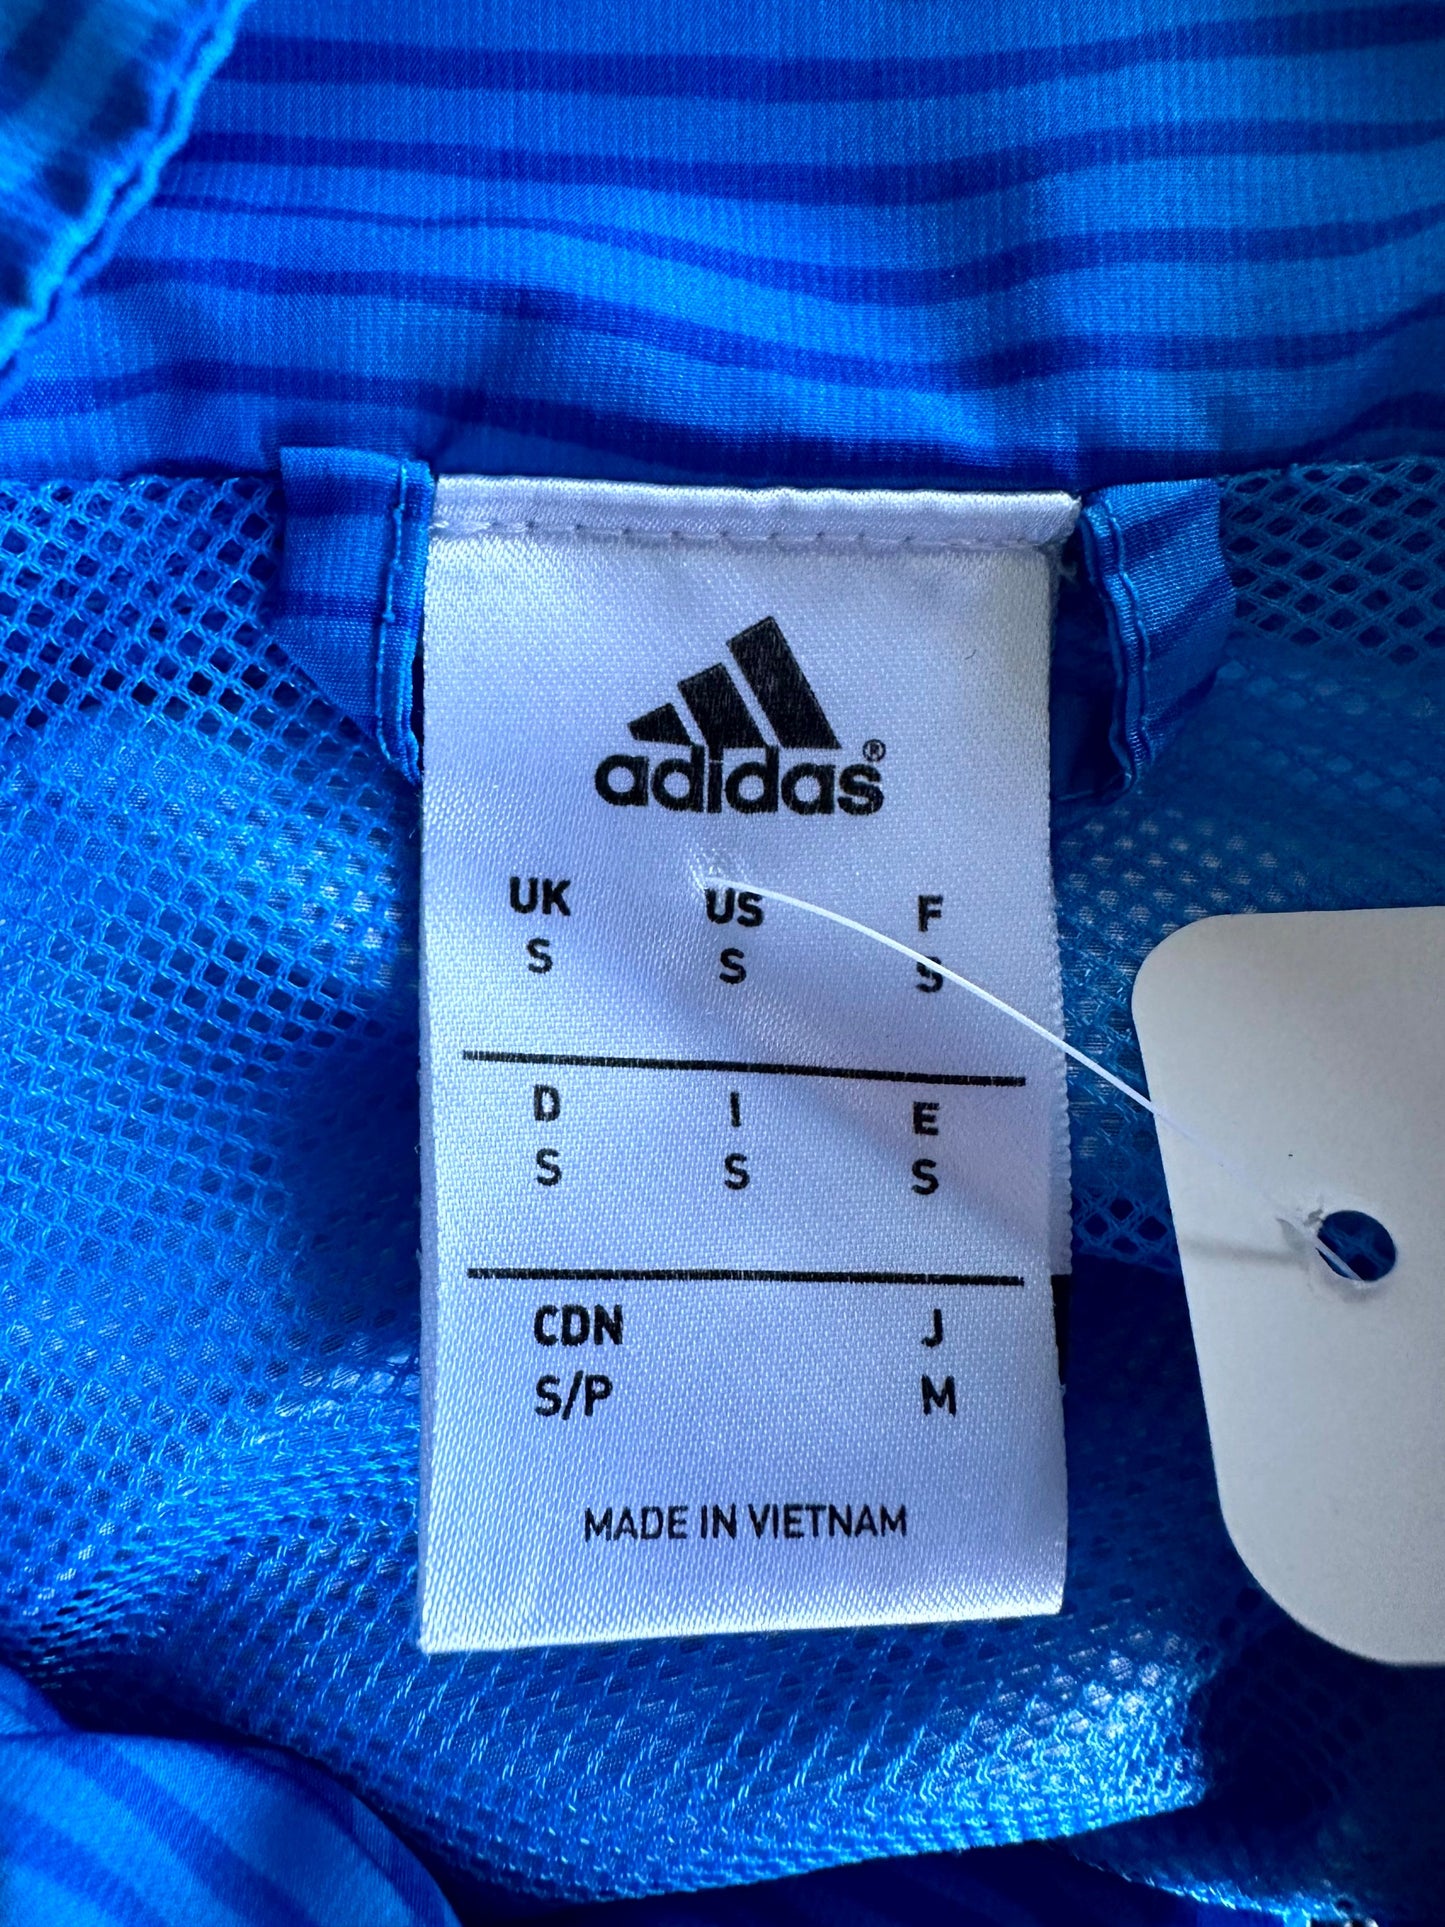 adidas®
UK US F
S S S
D I E
S S S
CDN J
S/P M
MADE IN VIETNAM